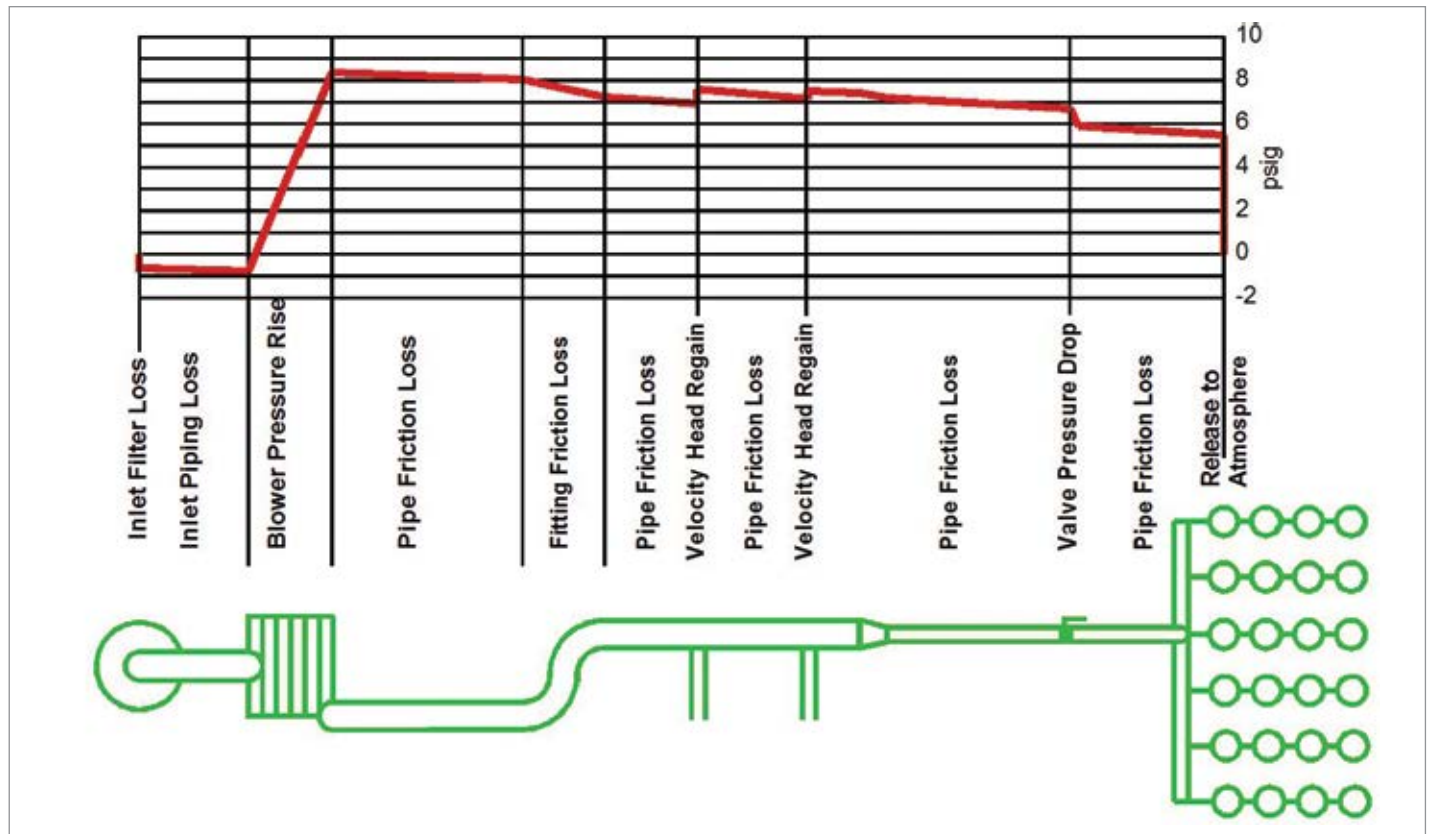 10
8
6
4
2
0
-2
psig
Inlet Filter Loss
Inlet Piping Loss
Blower Pressure Rise
Pipe Friction Loss
Fitting Friction Loss
Pipe Friction Loss
Velocity Head Regain
Pipe Friction Loss
Velocity Head Regain
Pipe Friction Loss
Valve Pressure Drop
Pipe Friction Loss
Release to
Atmosphere